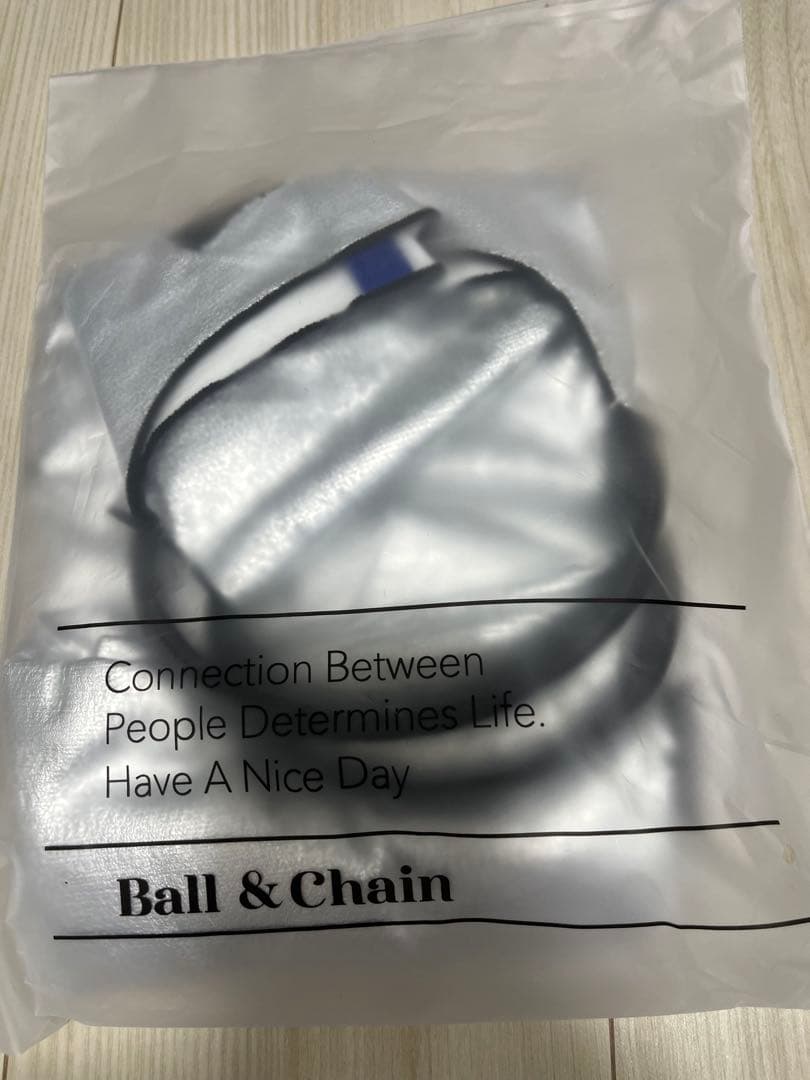 Connection Between
People Determines Life.
Have A Nice Day
Ball & Chain